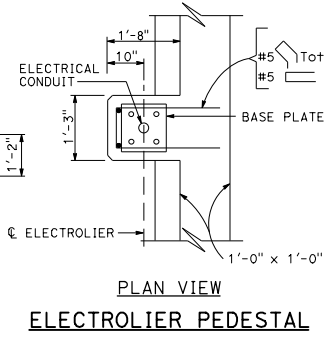 1'-8"
10"
#5 Tot
#5
ELECTRICAL
CONDUIT
BASE PLATE
1'-3"
1'-2"
℄ ELECTROLIER
1'-0" x 1'-0"
PLAN VIEW
ELECTROLIER PEDESTAL